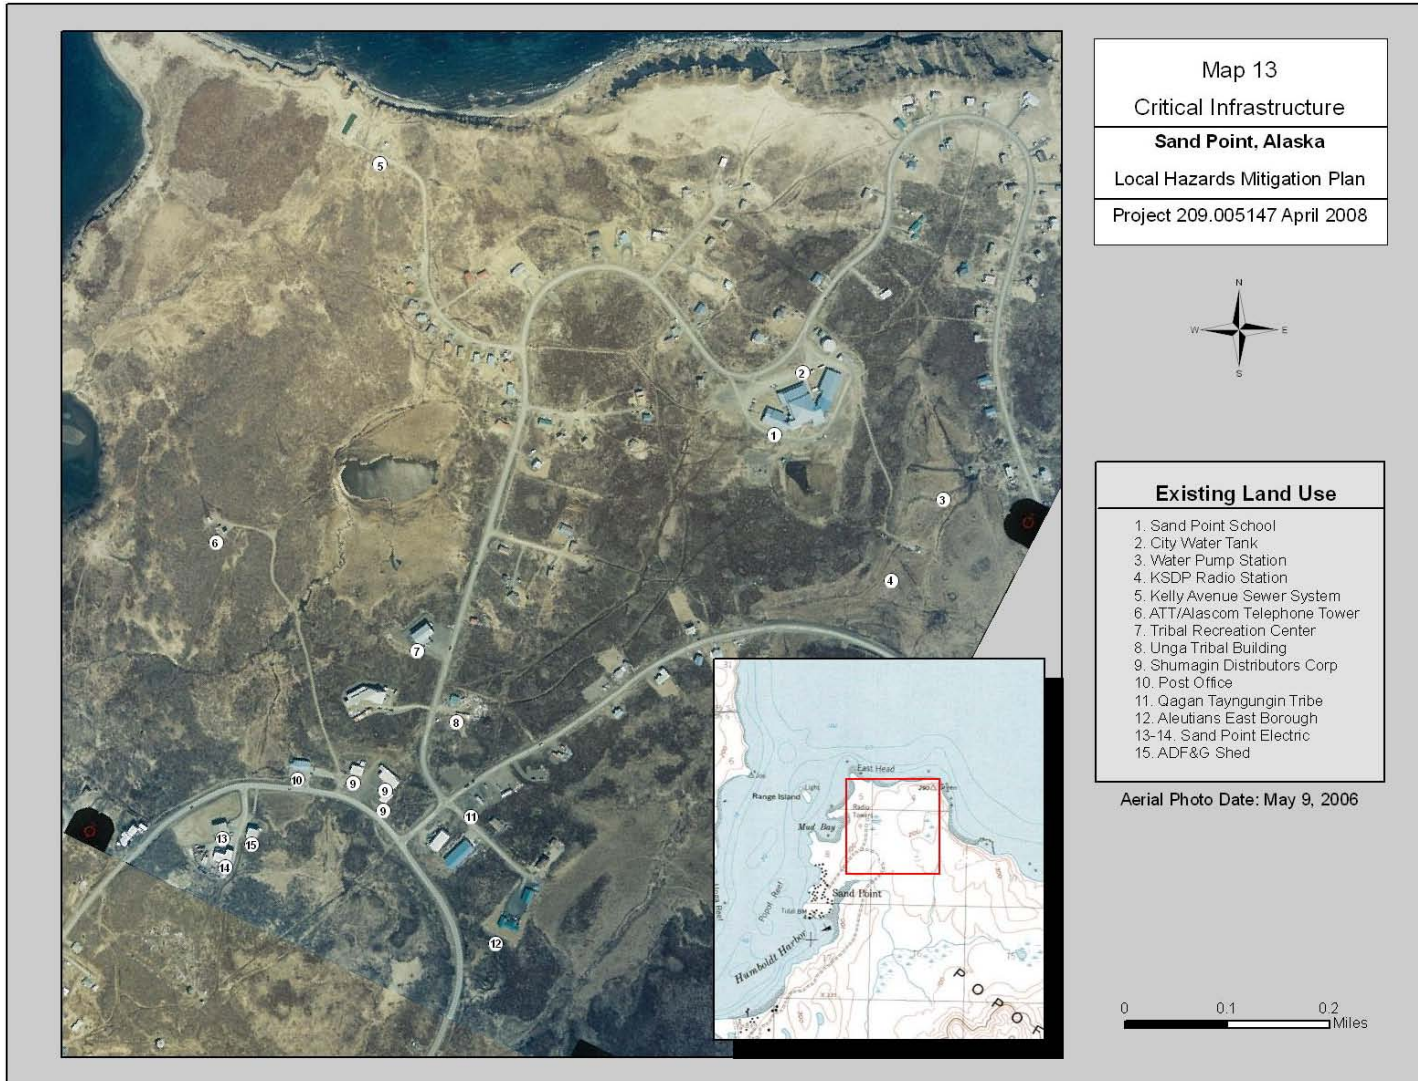 Map 13
Critical Infrastructure
Sand Point, Alaska
Local Hazards Mitigation Plan
Project 209.005147 April 2008
N
W E
S
Existing Land Use
1. Sand Point School
2. City Water Tank
3. Water Pump Station
4. KSDP Radio Station
5. Kelly Avenue Sewer System
6. ATT/Alascom Telephone Tower
7. Tribal Recreation Center
8. Unga Tribal Building
9. Shumagin Distributors Corp
10. Post Office
11. Qagan Tayngungin Tribe
12. Aleutians East Borough
13-14. Sand Point Electric
15. ADF&G Shed
Aerial Photo Date: May 9, 2006
0 0.1 0.2
Miles
5
2
1
3
6
4
7
8
10
9
9
9
11
13
15
14
12
East Head
Range Island
Light
Radio
Towers
Mud Bay
Popof Reef
Sand Point
Humboldt Harbor
POPOF